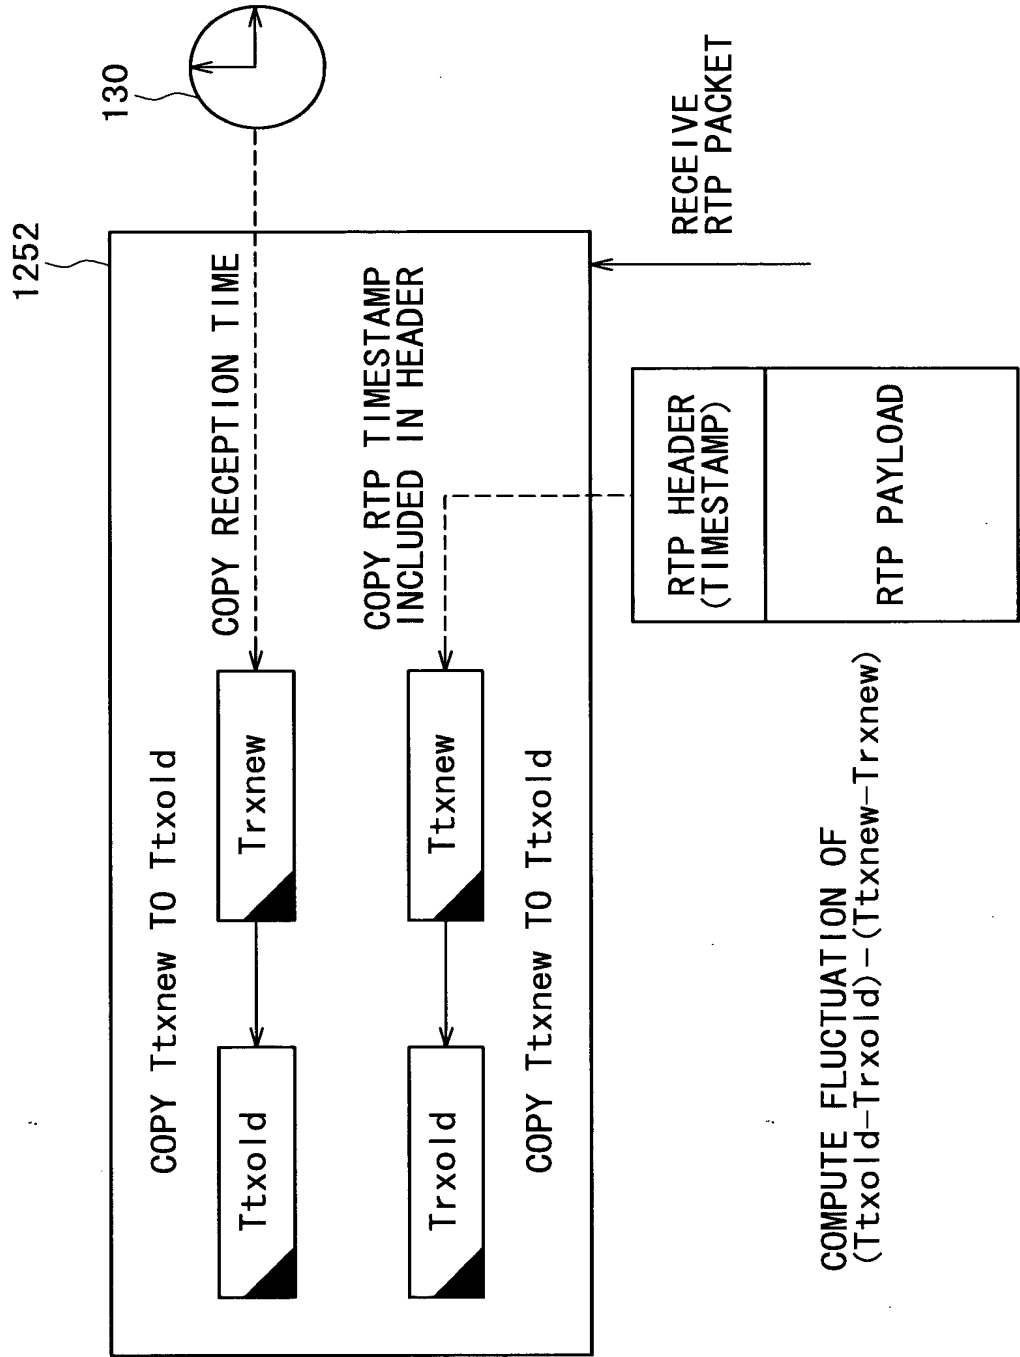 130
1252
COPY RECEPTION TIME
COPY Ttxnew TO Ttxold
Trxnew
Ttxold
COPY RTP TIMESTAMP
INCLUDED IN HEADER
Ttxnew
Trxold
COPY Ttxnew TO Ttxold
RECEIVE
RTP PACKET
RTP HEADER
(TIMESTAMP)
RTP PAYLOAD
COMPUTE FLUCTUATION OF
(Ttxold-Trxold)-(Ttxnew-Trxnew)